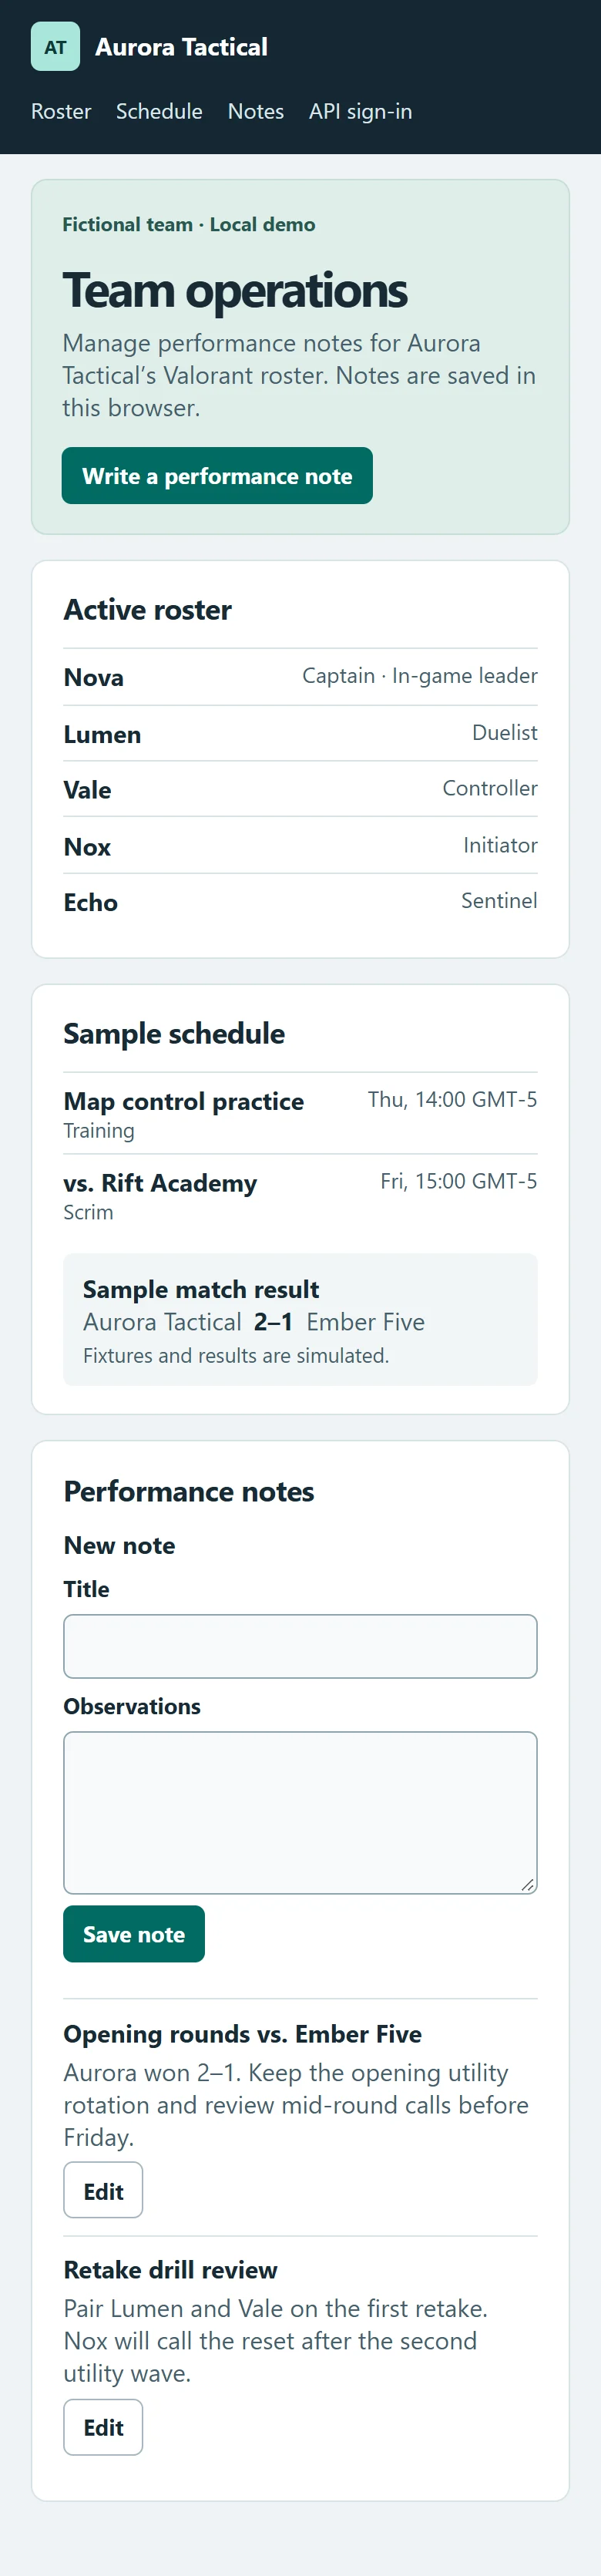 AT
Aurora Tactical
Roster Schedule Notes API sign-in
Fictional team · Local demo
Team operations
Manage performance notes for Aurora
Tactical’s Valorant roster. Notes are saved in
this browser.
Write a performance note
Active roster
Nova Captain · In-game leader
Lumen Duelist
Vale Controller
Nox Initiator
Echo Sentinel
Sample schedule
Map control practice Thu, 14:00 GMT-5
Training
vs. Rift Academy Fri, 15:00 GMT-5
Scrim
Sample match result
Aurora Tactical 2–1 Ember Five
Fixtures and results are simulated.
Performance notes
New note
Title
Observations
Save note
Opening rounds vs. Ember Five
Aurora won 2–1. Keep the opening utility
rotation and review mid-round calls before
Friday.
Edit
Retake drill review
Pair Lumen and Vale on the first retake.
Nox will call the reset after the second
utility wave.
Edit